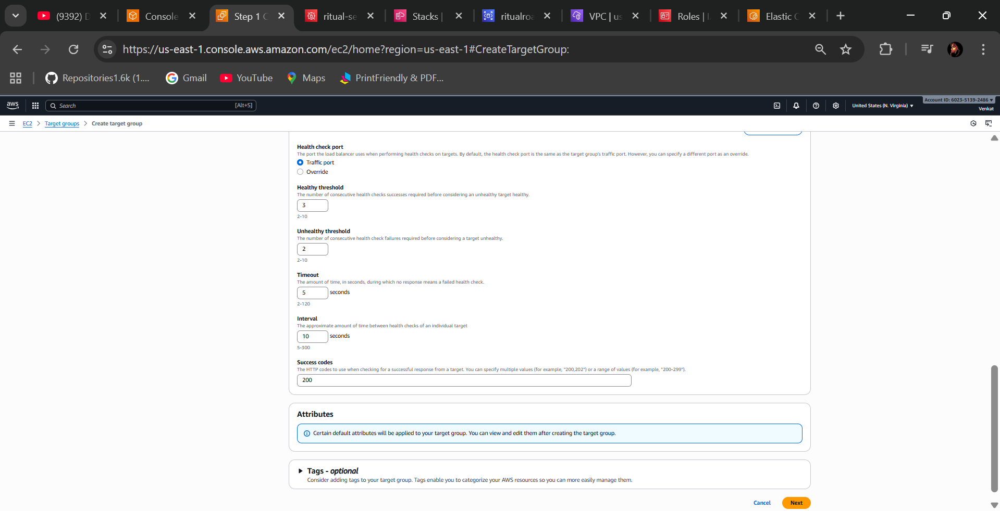 (9392) D
Console
Step 1 C
ritual-se
Stacks |
ritualroa
VPC | us
Roles | I
Elastic C
https://us-east-1.console.aws.amazon.com/ec2/home?region=us-east-1#CreateTargetGroup:
Repositories1.6k (1....
Gmail
YouTube
Maps
PrintFriendly & PDF...
aws
Search
[Alt+S]
United States (N. Virginia) ▼
Account ID: 6023-5139-2486 ▼
Venkat
EC2 > Target groups > Create target group
Health check port
The port the load balancer uses when performing health checks on targets. By default, the health check port is the same as the target group's traffic port. However, you can specify a different port as an override.
Traffic port
Override
Healthy threshold
The number of consecutive health checks successes required before considering an unhealthy target healthy.
3
2-10
Unhealthy threshold
The number of consecutive health check failures required before considering a target unhealthy.
2
2-10
Timeout
The amount of time, in seconds, during which no response means a failed health check.
5 seconds
2-120
Interval
The approximate amount of time between health checks of an individual target
10 seconds
5-300
Success codes
The HTTP codes to use when checking for a successful response from a target. You can specify multiple values (for example, "200,202") or a range of values (for example, "200-299").
200
Attributes
Certain default attributes will be applied to your target group. You can view and edit them after creating the target group.
Tags - optional
Consider adding tags to your target group. Tags enable you to categorize your AWS resources so you can more easily manage them.
Cancel
Next